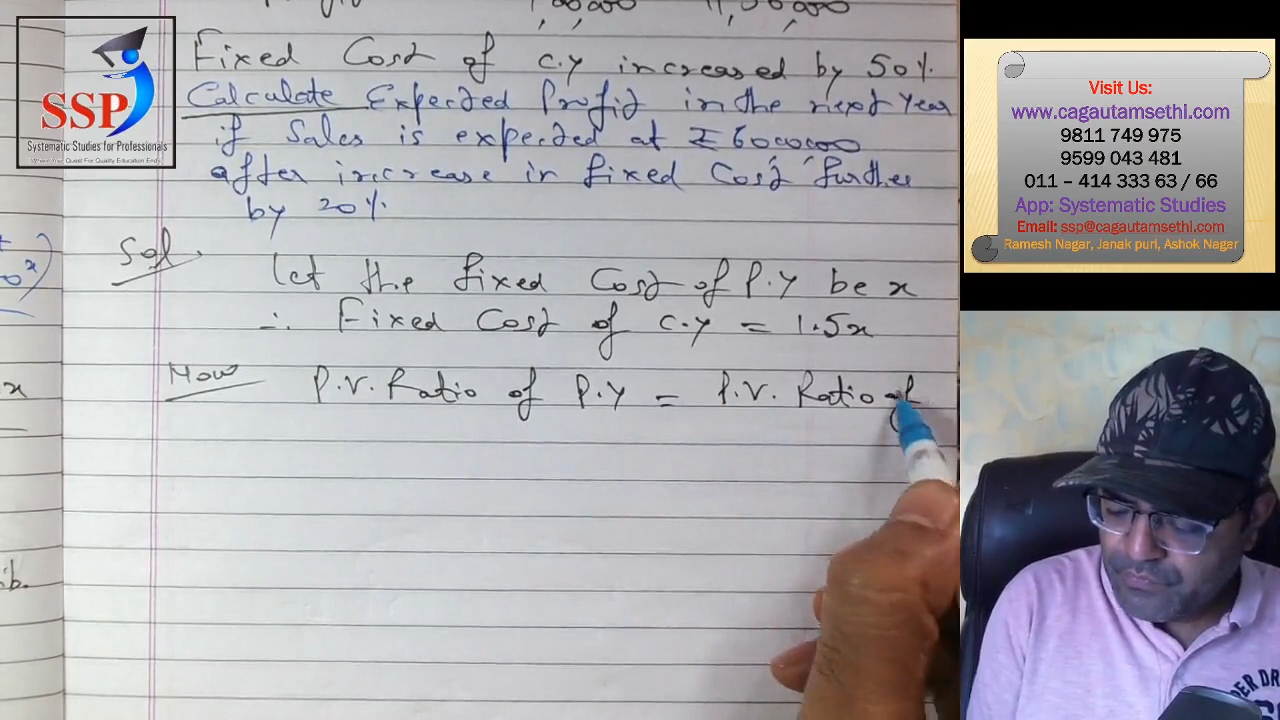 Fixed Cost of C.Y increased by 50%.
Calculate Expected Profit in the next Year
if Sales is expected at ₹ 60,00,000
after increase in fixed Cost further
by 20%.
Sol.
Let the fixed Cost of P.Y be x
∴ Fixed Cost of C.Y = 1.5x
Now P.V. Ratio of P.Y = P.V. Ratio of
x
ib.
SSP
Systematic Studies for Professionals
Visit Us:
www.cagautamsethi.com
9811 749 975
9599 043 481
011 – 414 333 63 / 66
App: Systematic Studies
Email: ssp@cagautamsethi.com
Ramesh Nagar, Janak puri, Ashok Nagar